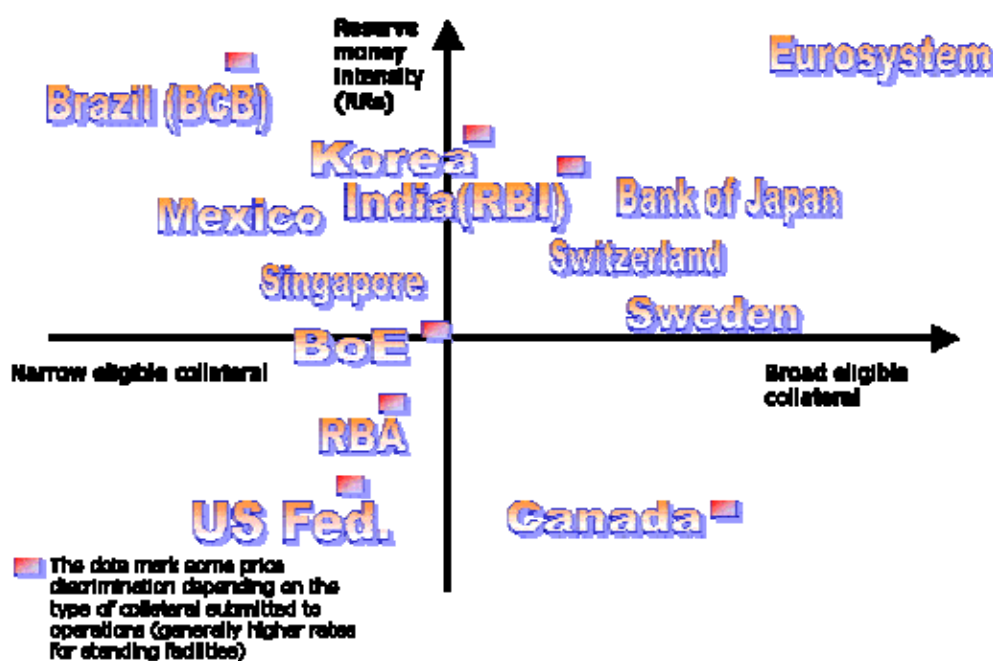 Reserve
money
intensity
(RRs)
Eurosystem
Brazil (BCB)
Korea
India(RBI)
Bank of Japan
Mexico
Switzerland
Singapore
Sweden
BoE
Narrow eligible collateral
Broad eligible
collateral
RBA
US Fed.
Canada
The dots mark some price
discrimination depending on the
type of collateral submitted to
operations (generally higher rates
for standing facilities)